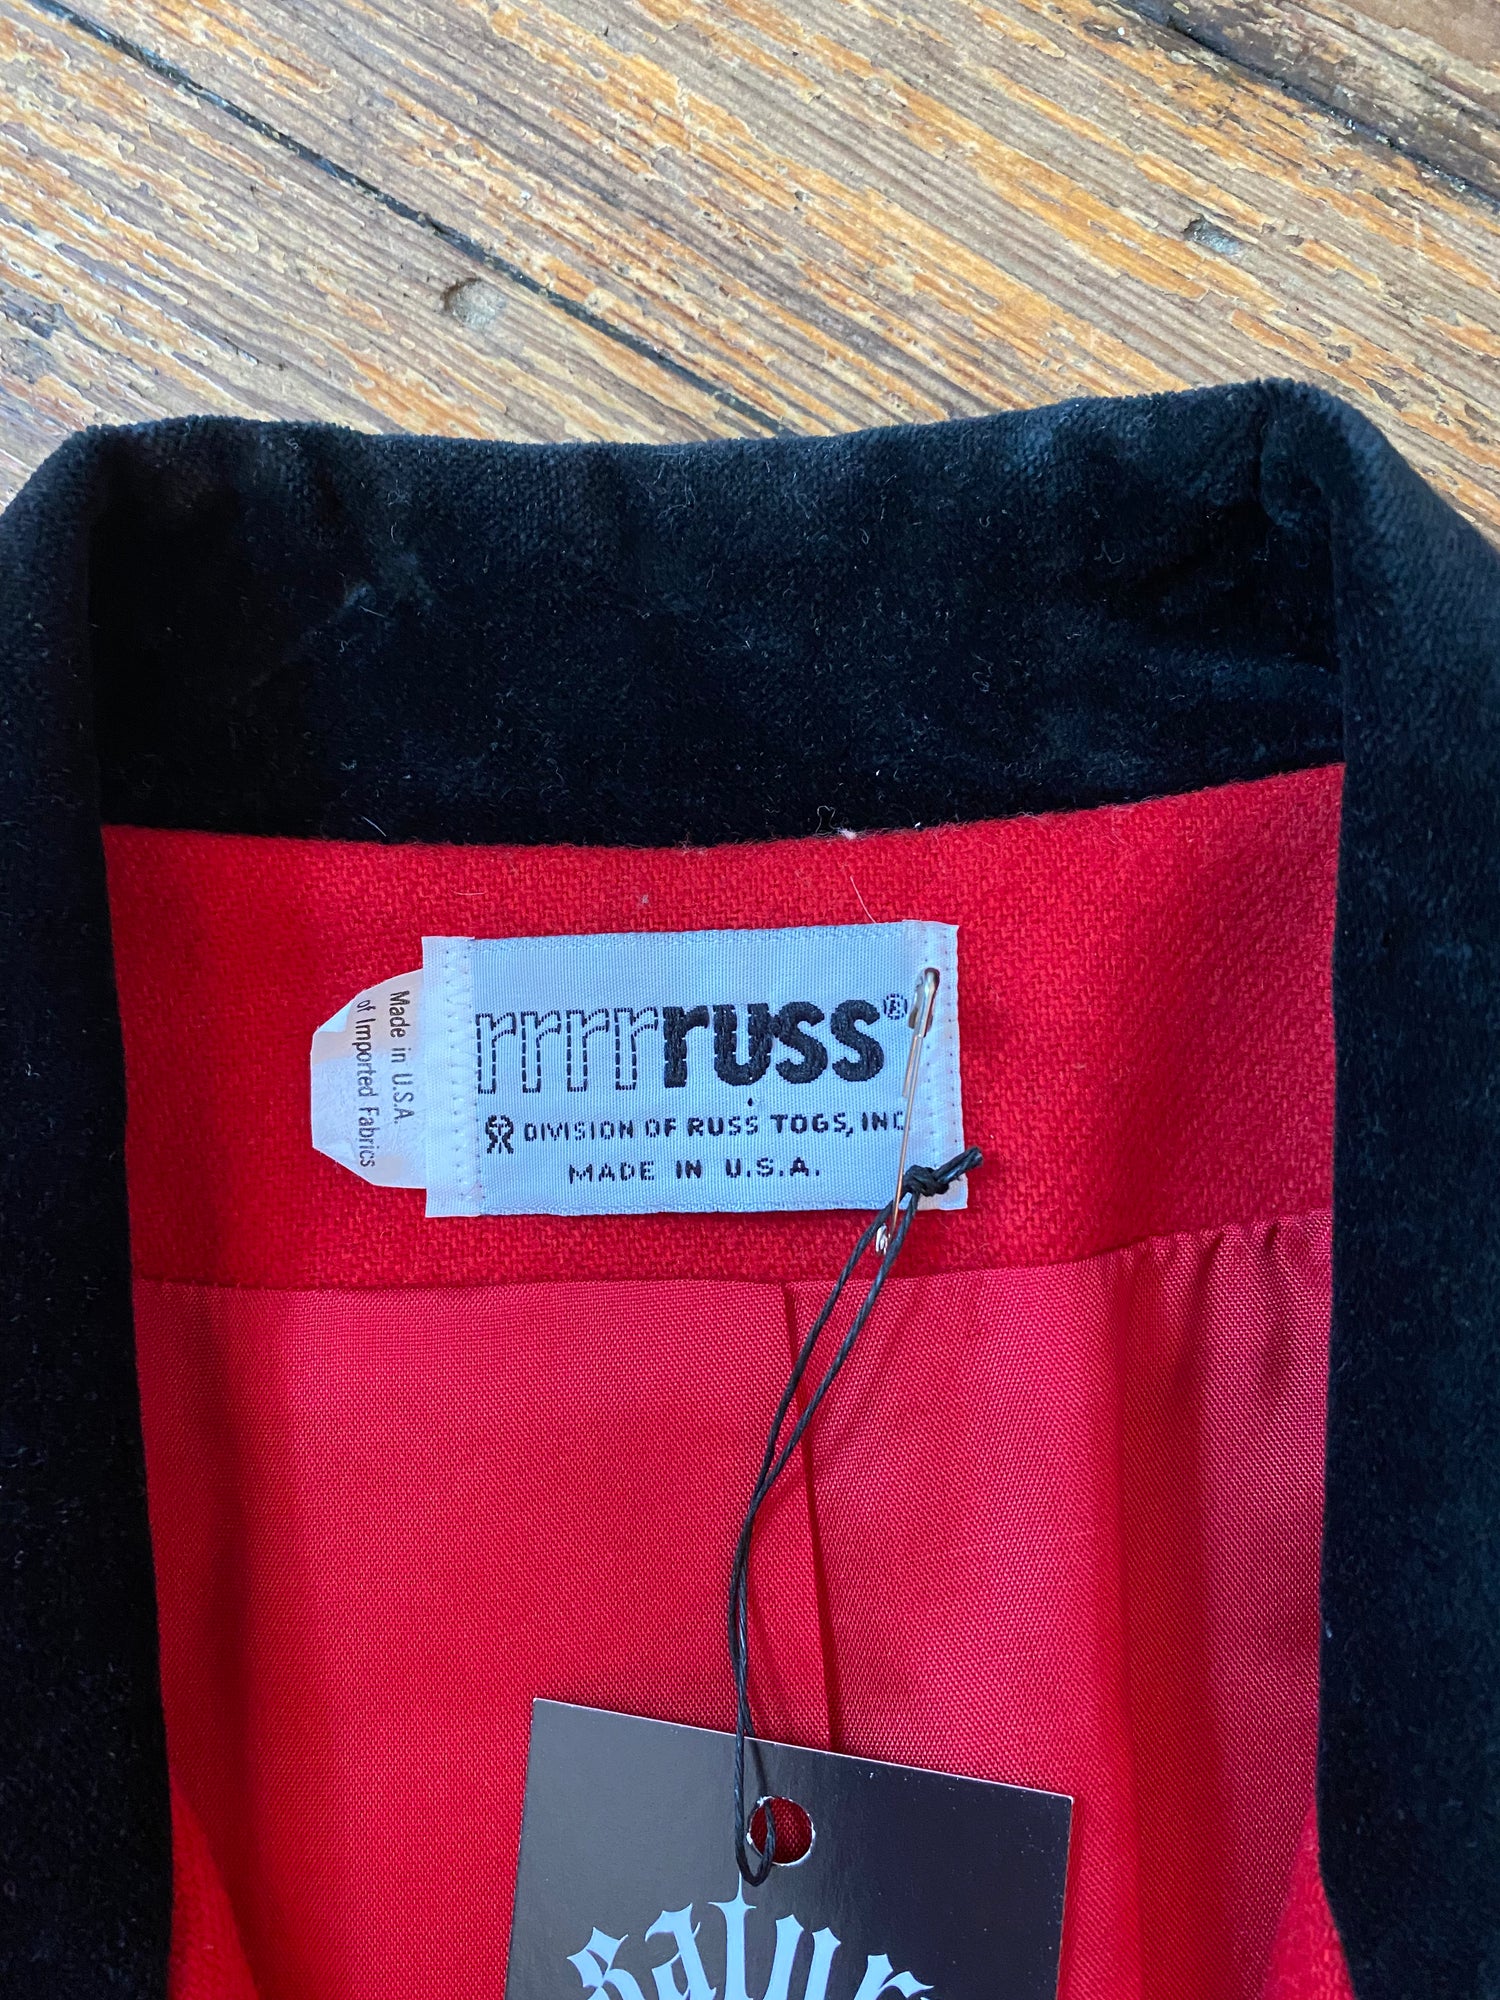 rrrrruss®
DIVISION OF RUSS TOGS, INC
MADE IN U.S.A.
Made in U.S.A.
of Imported Fabrics